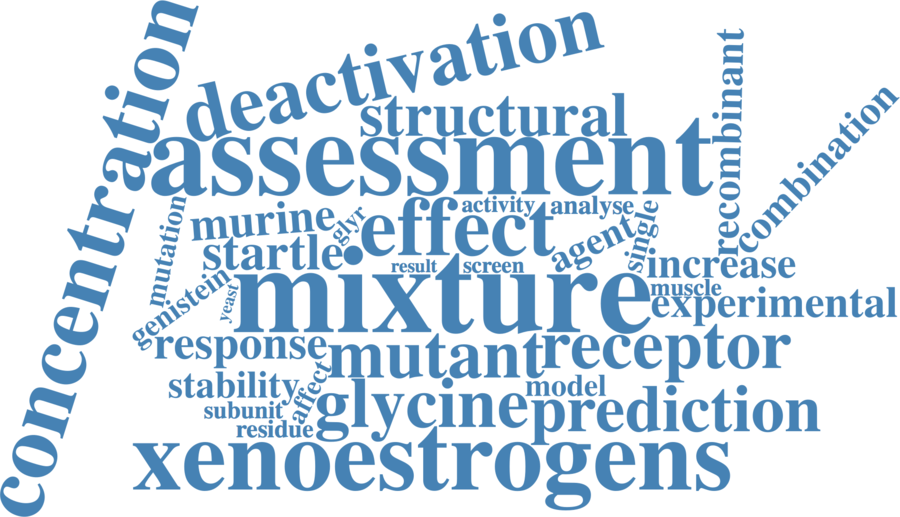 concentration
deactivation
structural
assessment
recombinant
combination
murine
glyr
effect
activity
analyse
single
agent
mutation
startle
result
screen
increase
muscle
genistein
yeast
mixture
experimental
response
mutant
receptor
stability
affect
model
subunit
glycine
prediction
residue
xenoestrogens